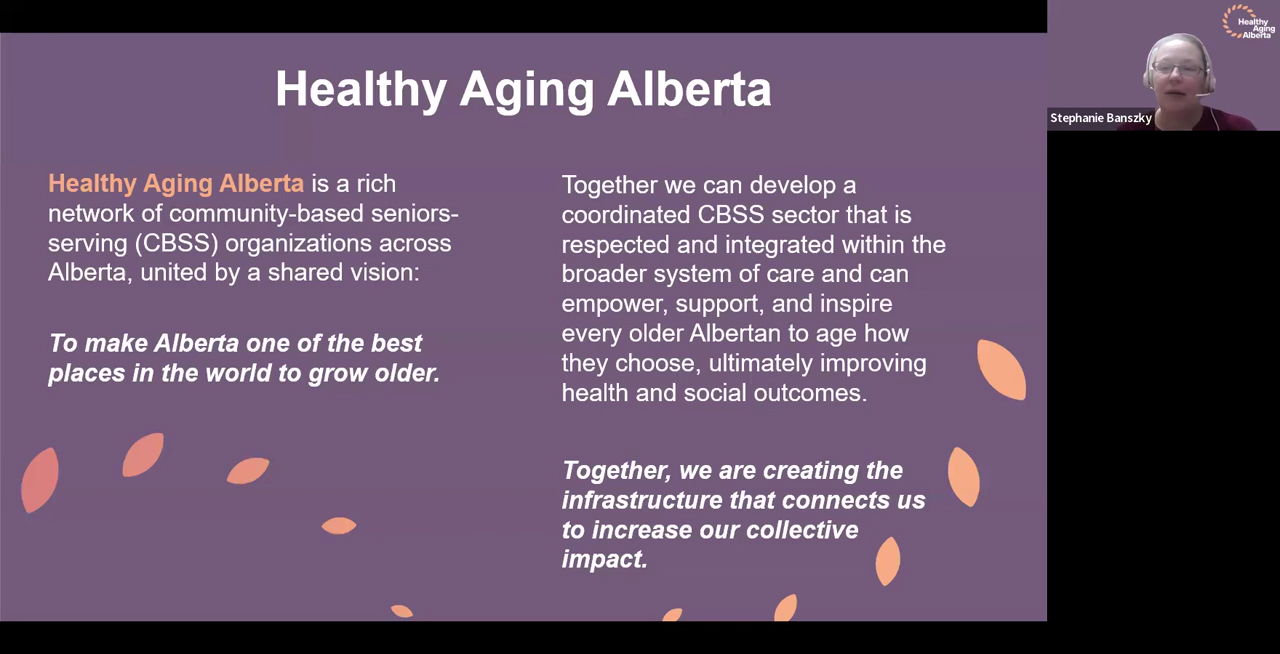 Healthy Aging Alberta
Healthy Aging Alberta is a rich
network of community-based seniors-
serving (CBSS) organizations across
Alberta, united by a shared vision:
To make Alberta one of the best
places in the world to grow older.
Together we can develop a
coordinated CBSS sector that is
respected and integrated within the
broader system of care and can
empower, support, and inspire
every older Albertan to age how
they choose, ultimately improving
health and social outcomes.
Together, we are creating the
infrastructure that connects us
to increase our collective
impact.
Healthy
Aging
Alberta
Stephanie Banszky